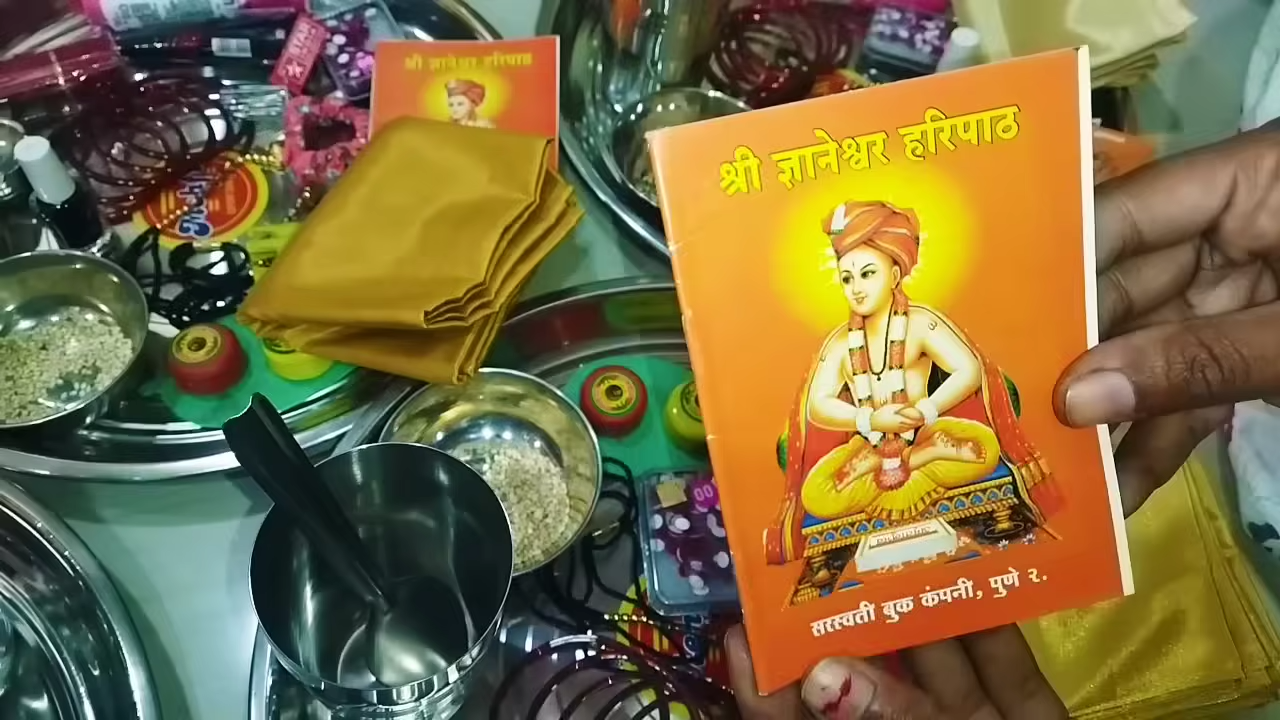 श्री ज्ञानेश्वर हरिपाठ
श्री ज्ञानेश्वर हरिपाठ
सरस्वती बुक कंपनी, पुणे २.